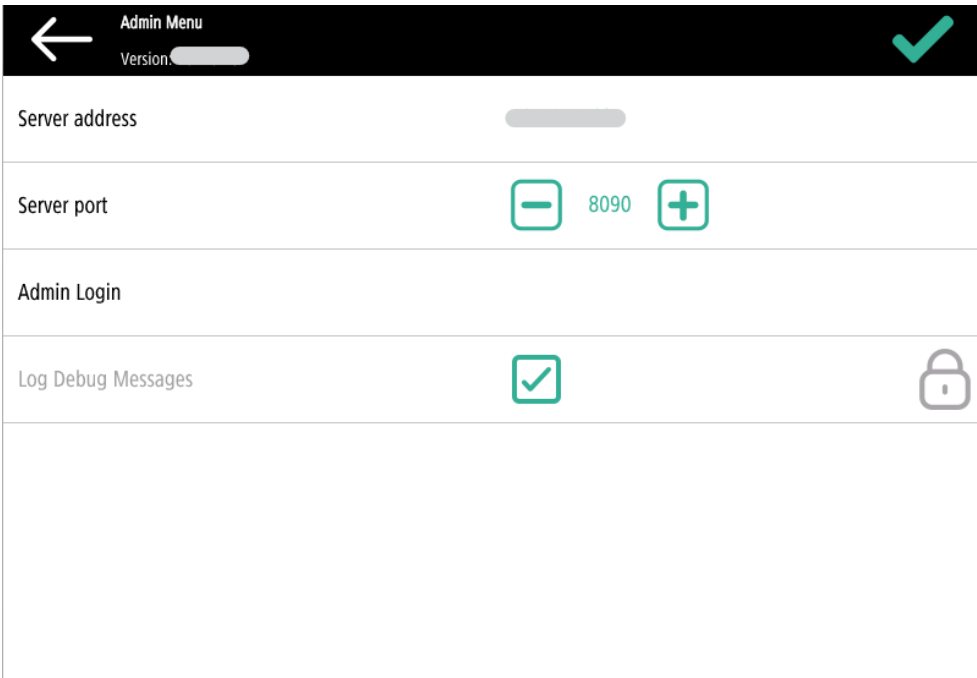 Admin Menu
Version:
Server address
Server port 8090
Admin Login
Log Debug Messages